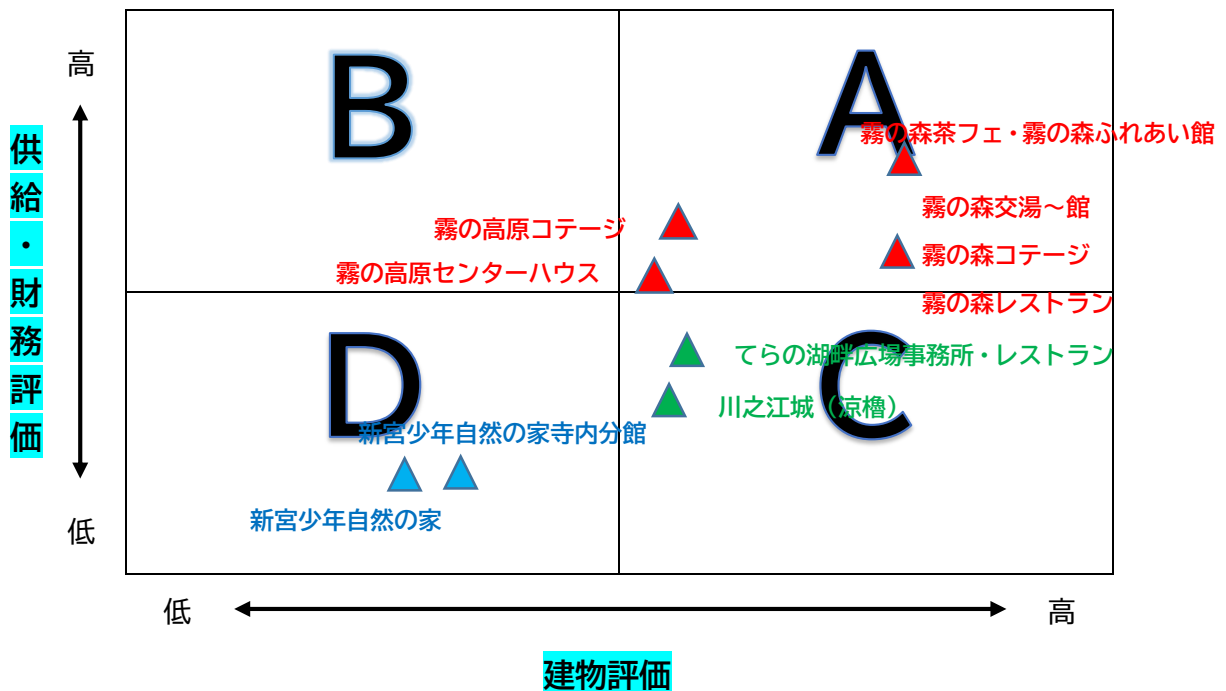 高
供給・財務評価
低
B
A
霧の森茶フェ・霧の森ふれあい館
霧の森交湯～館
霧の高原コテージ
霧の森コテージ
霧の高原センターハウス
霧の森レストラン
D
C
てらの湖畔広場事務所・レストラン
川之江城（涼櫓）
新宮少年自然の家寺内分館
新宮少年自然の家
低
高
建物評価